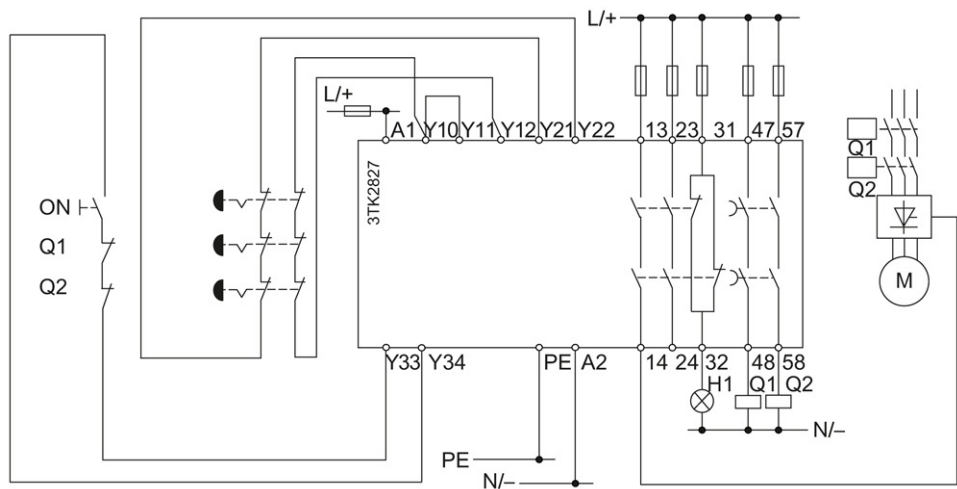 L/+
L/+
A1 Y10 Y11 Y12 Y21 Y22 13 23 31 47 57
Q1
Q2
3TK2827
ON
Q1
Q2
M
Y33 Y34 PE A2 14 24 32 48 58
H1 Q1 Q2
N/–
PE
N/–